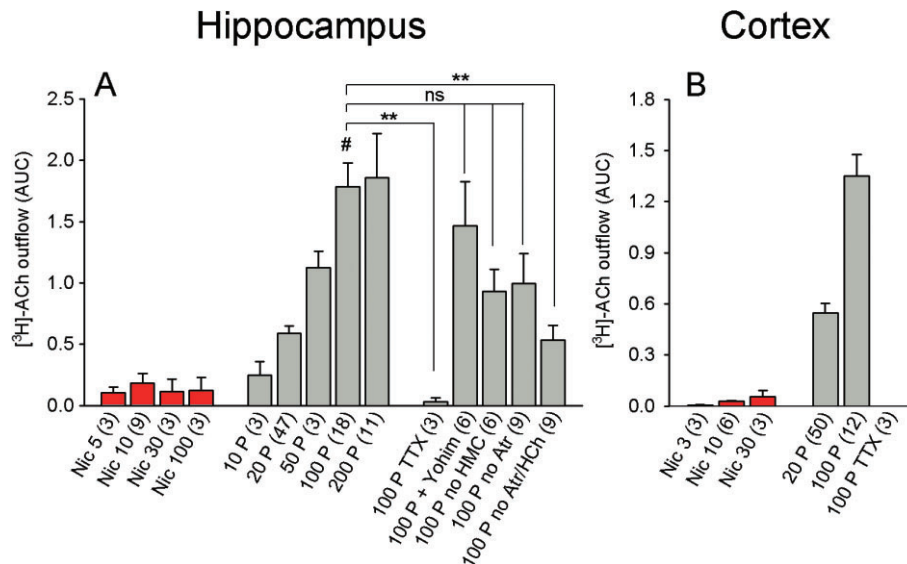 Hippocampus
Cortex
A
[³H]-ACh outflow (AUC)
2.5
2.0
1.5
1.0
0.5
0.0
**
ns
**
#
Nic 5 (3)
Nic 10 (9)
Nic 30 (3)
Nic 100 (3)
10 P (3)
20 P (47)
50 P (3)
100 P (18)
200 P (11)
100 P TTX (3)
100 P + Yohim (6)
100 P no HMC (6)
100 P no Atr (9)
100 P no Atr/HCh (9)
B
[³H]-ACh outflow (AUC)
1.8
1.5
1.2
0.9
0.6
0.3
0.0
Nic 3 (3)
Nic 10 (6)
Nic 30 (3)
20 P (50)
100 P (12)
100 P TTX (3)